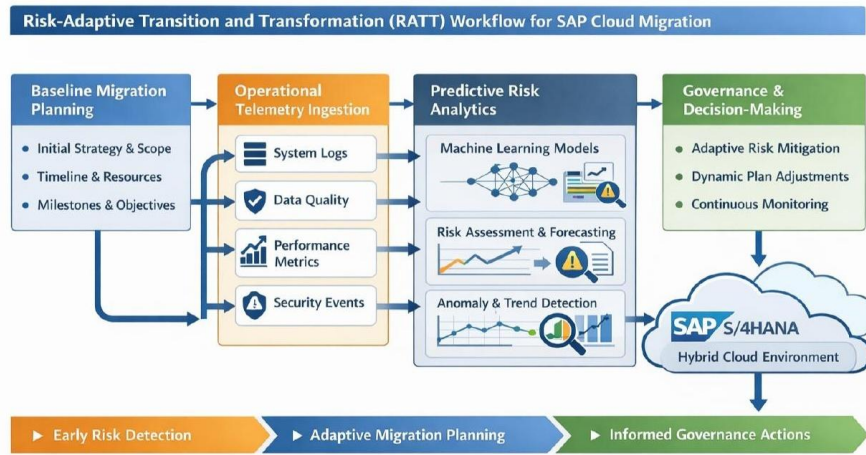 Risk-Adaptive Transition and Transformation (RATT) Workflow for SAP Cloud Migration
Baseline Migration
Planning
Initial Strategy & Scope
Timeline & Resources
Milestones & Objectives
Operational
Telemetry Ingestion
System Logs
Data Quality
Performance
Metrics
Security Events
Predictive Risk
Analytics
Machine Learning Models
Risk Assessment & Forecasting
Anomaly & Trend Detection
Governance &
Decision-Making
Adaptive Risk Mitigation
Dynamic Plan Adjustments
Continuous Monitoring
SAP S/4HANA
Hybrid Cloud Environment
Early Risk Detection
Adaptive Migration Planning
Informed Governance Actions